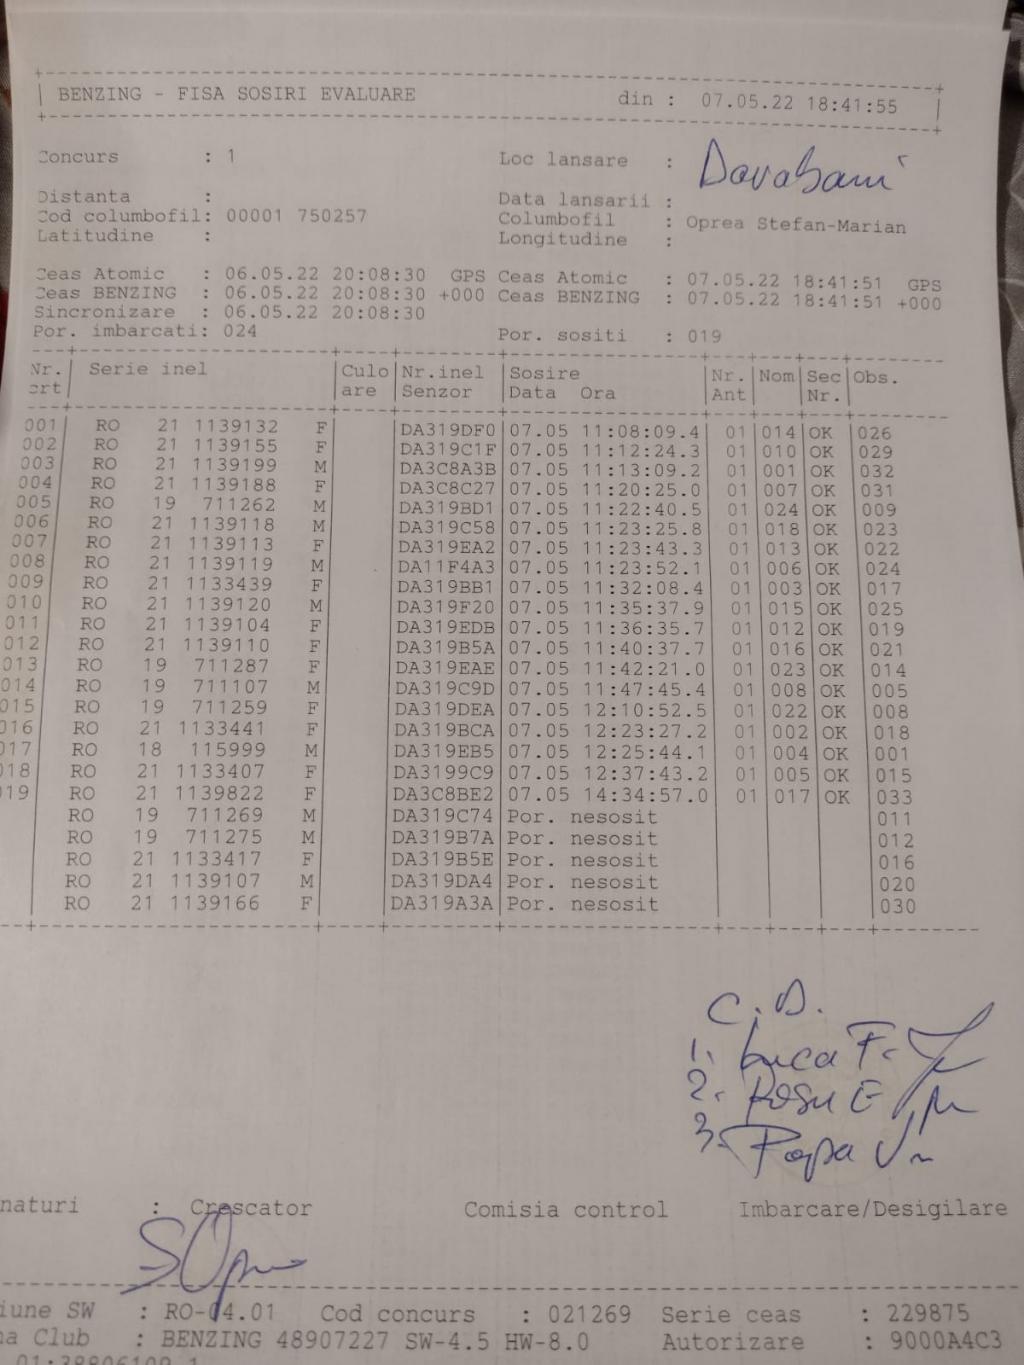 BENZING - FISA SOSIRI EVALUARE din : 07.05.22 18:41:55
Concurs : 1 Loc lansare :
Distanta : Data lansarii :
Cod columbofil: 00001 750257 Columbofil : Oprea Stefan-Marian
Latitudine : Longitudine :
Ceas Atomic : 06.05.22 20:08:30 GPS Ceas Atomic : 07.05.22 18:41:51 GPS
Ceas BENZING : 06.05.22 20:08:30 +000 Ceas BENZING : 07.05.22 18:41:51 +000
Sincronizare : 06.05.22 20:08:30
Por. imbarcati: 024 Por. sositi : 019
Nr. Serie inel Culo Nr.inel Sosire Nr. Nom Sec Obs.
crt are Senzor Data Ora Ant Nr.
001 RO 21 1139132 F DA319DF0 07.05 11:08:09.4 01 014 OK 026
002 RO 21 1139155 F DA319C1F 07.05 11:12:24.3 01 010 OK 029
003 RO 21 1139199 M DA3C8A3B 07.05 11:13:09.2 01 001 OK 032
004 RO 21 1139188 F DA3C8C27 07.05 11:20:25.0 01 007 OK 031
005 RO 19 711262 M DA319BD1 07.05 11:22:40.5 01 024 OK 009
006 RO 21 1139118 M DA319C58 07.05 11:23:25.8 01 018 OK 023
007 RO 21 1139113 F DA319EA2 07.05 11:23:43.3 01 013 OK 022
008 RO 21 1139119 M DA11F4A3 07.05 11:23:52.1 01 006 OK 024
009 RO 21 1133439 F DA319BB1 07.05 11:32:08.4 01 003 OK 017
010 RO 21 1139120 M DA319F20 07.05 11:35:37.9 01 015 OK 025
011 RO 21 1139104 F DA319EDB 07.05 11:36:35.7 01 012 OK 019
012 RO 21 1139110 F DA319B5A 07.05 11:40:37.7 01 016 OK 021
013 RO 19 711287 F DA319EAE 07.05 11:42:21.0 01 023 OK 014
014 RO 19 711107 M DA319C9D 07.05 11:47:45.4 01 008 OK 005
015 RO 19 711259 F DA319DEA 07.05 12:10:52.5 01 022 OK 008
016 RO 21 1133441 F DA319BCA 07.05 12:23:27.2 01 002 OK 018
017 RO 18 115999 M DA319EB5 07.05 12:25:44.1 01 004 OK 001
018 RO 21 1133407 F DA3199C9 07.05 12:37:43.2 01 005 OK 015
019 RO 21 1139822 F DA3C8BE2 07.05 14:34:57.0 01 017 OK 033
RO 19 711269 M DA319C74 Por. nesosit 011
RO 19 711275 M DA319B7A Por. nesosit 012
RO 21 1133417 F DA319B5E Por. nesosit 016
RO 21 1139107 M DA319DA4 Por. nesosit 020
RO 21 1139166 F DA319A3A Por. nesosit 030
1. Luca F.
2. Rosu E
3. Popa
naturi : Crescator Comisia control Imbarcare/Desigilare
iune SW : RO-04.01 Cod concurs : 021269 Serie ceas : 229875
na Club : BENZING 48907227 SW-4.5 HW-8.0 Autorizare : 9000A4C3